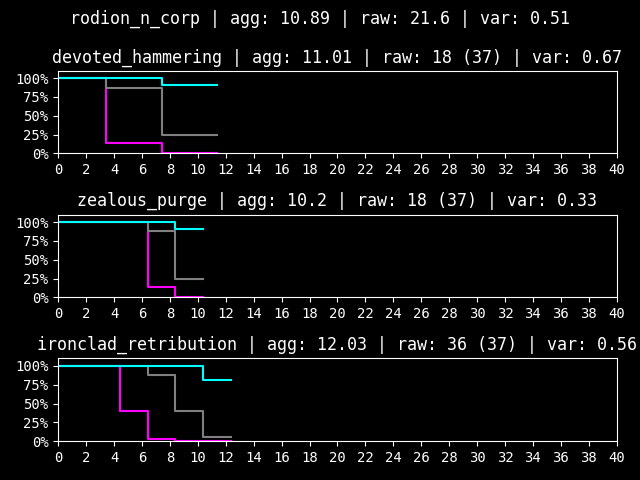 rodion_n_corp | agg: 10.89 | raw: 21.6 | var: 0.51
devoted_hammering | agg: 11.01 | raw: 18 (37) | var: 0.67
100%
75%
50%
25%
0%
0 2 4 6 8 10 12 14 16 18 20 22 24 26 28 30 32 34 36 38 40
zealous_purge | agg: 10.2 | raw: 18 (37) | var: 0.33
100%
75%
50%
25%
0%
0 2 4 6 8 10 12 14 16 18 20 22 24 26 28 30 32 34 36 38 40
ironclad_retribution | agg: 12.03 | raw: 36 (37) | var: 0.56
100%
75%
50%
25%
0%
0 2 4 6 8 10 12 14 16 18 20 22 24 26 28 30 32 34 36 38 40